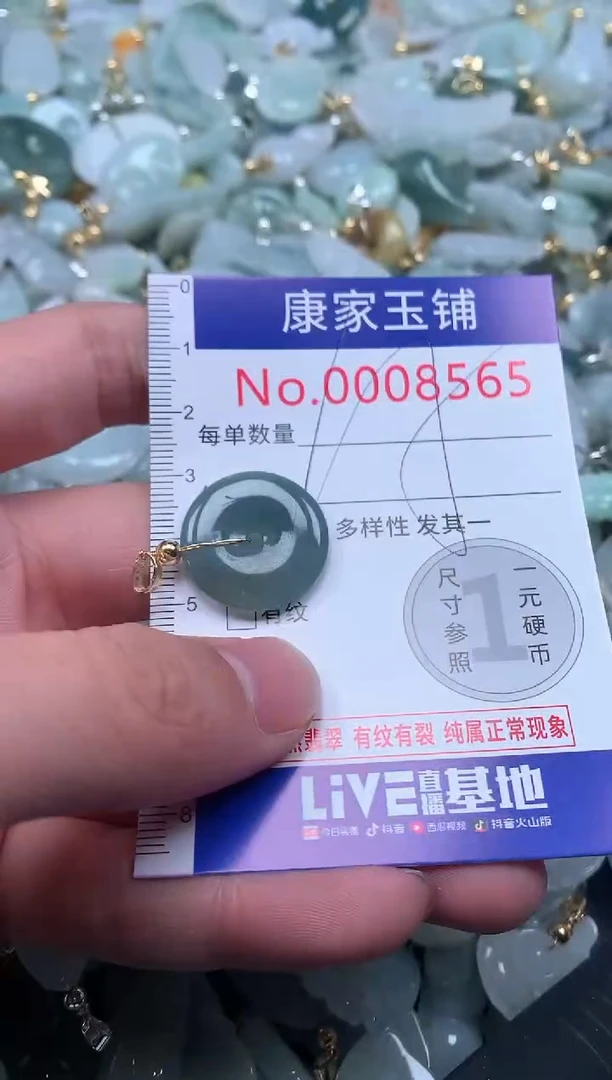 康家玉铺
No.0008565
每单数量
多样性 发其一
有纹
尺寸参照
1
一元硬币
翡翠 有纹有裂 纯属正常现象
LIVE直播基地
今日头条 抖音 西瓜视频 抖音火山版
0
1
2
3
5
8